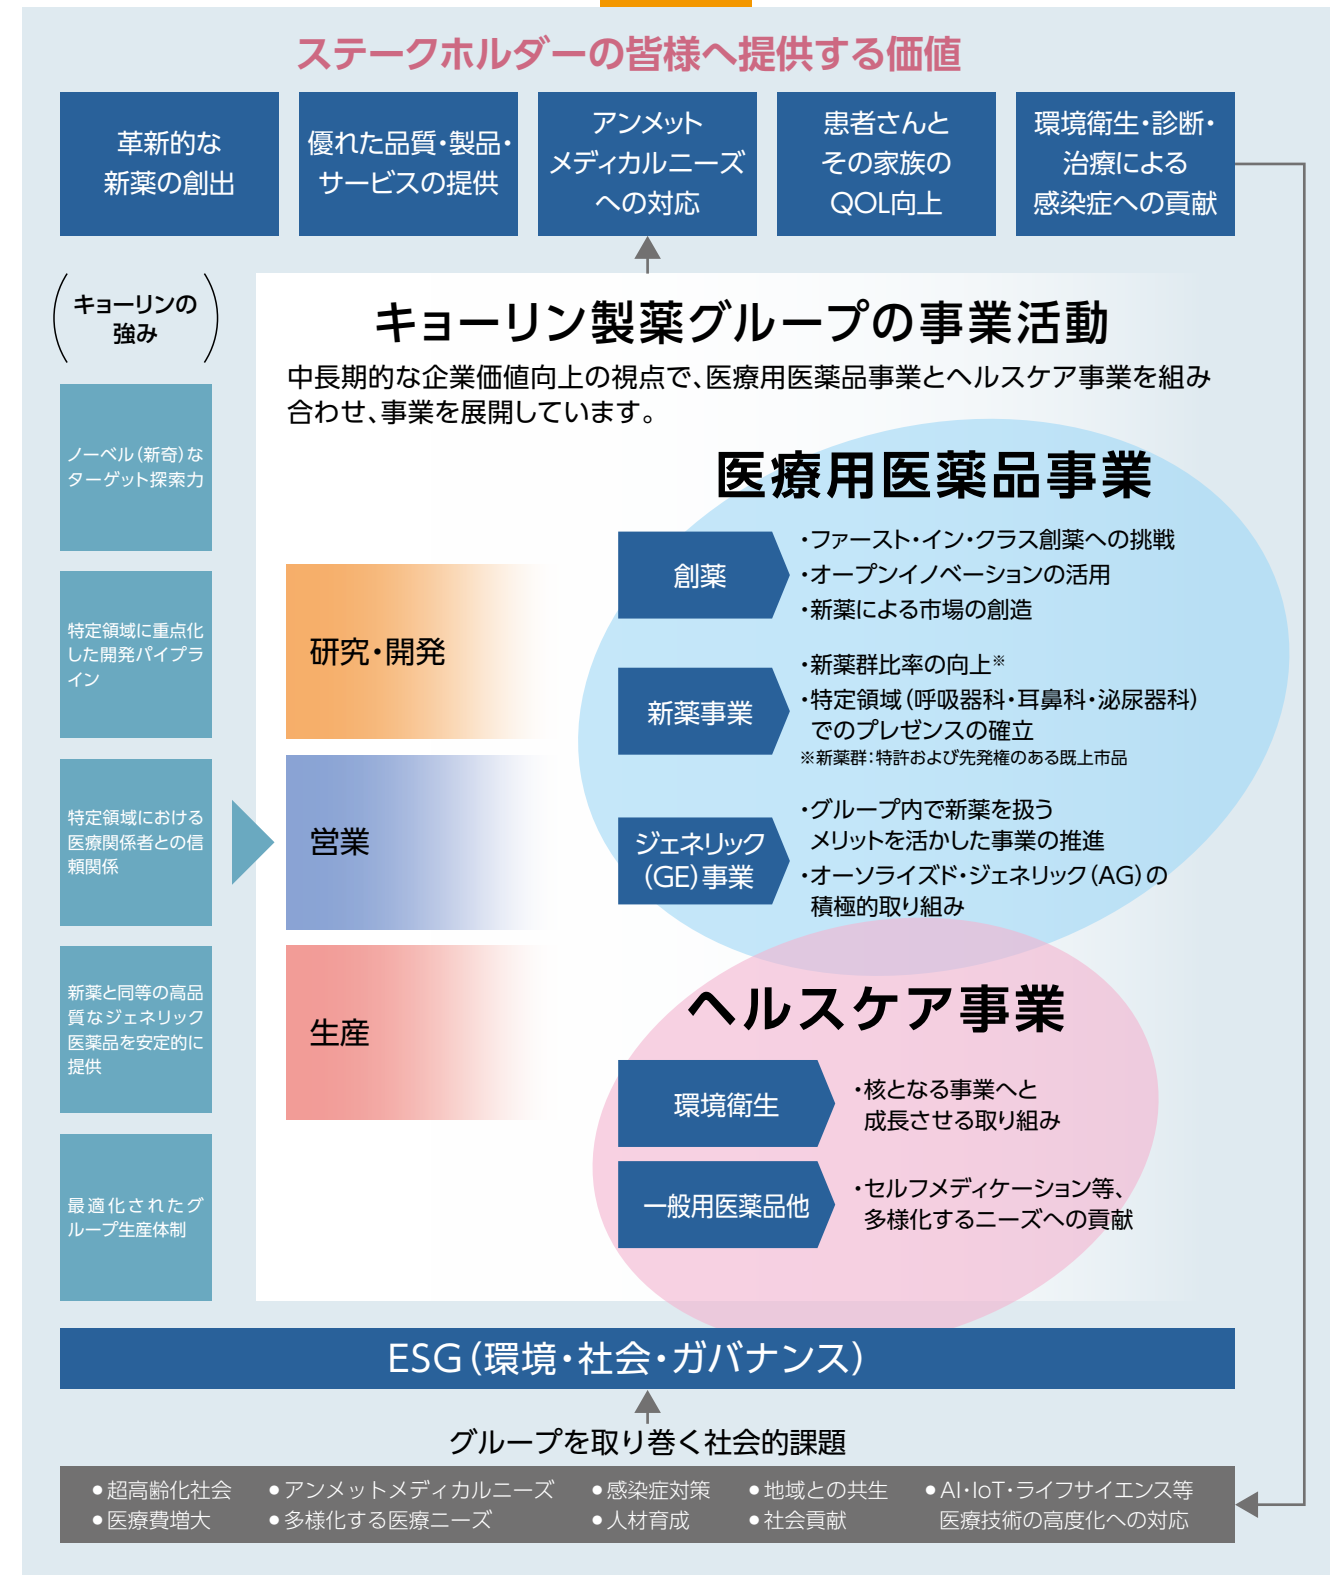 ステークホルダーの皆様へ提供する価値
革新的な
新薬の創出
優れた品質・製品・
サービスの提供
アンメット
メディカルニーズ
への対応
患者さんと
その家族の
QOL向上
環境衛生・診断・
治療による
感染症への貢献
キョーリンの
強み
ノーベル（新奇）な
ターゲット探索力
特定領域に重点化
した開発パイプラ
イン
特定領域における
医療関係者との信
頼関係
新薬と同等の高品
質なジェネリック
医薬品を安定的に
提供
最適化されたグ
ループ生産体制
キョーリン製薬グループの事業活動
中長期的な企業価値向上の視点で、医療用医薬品事業とヘルスケア事業を組み
合わせ、事業を展開しています。
研究・開発
営業
生産
医療用医薬品事業
創薬
・ファースト・イン・クラス創薬への挑戦
・オープンイノベーションの活用
・新薬による市場の創造
新薬事業
・新薬群比率の向上※
・特定領域（呼吸器科・耳鼻科・泌尿器科）
でのプレゼンスの確立
※新薬群：特許および先発権のある既上市品
ジェネリック
（GE）事業
・グループ内で新薬を扱う
メリットを活かした事業の推進
・オーソライズド・ジェネリック（AG）の
積極的取り組み
ヘルスケア事業
環境衛生
・核となる事業へと
成長させる取り組み
一般用医薬品他
・セルフメディケーション等、
多様化するニーズへの貢献
ESG（環境・社会・ガバナンス）
グループを取り巻く社会的課題
●超高齢化社会
●医療費増大
●アンメットメディカルニーズ
●多様化する医療ニーズ
●感染症対策
●人材育成
●地域との共生
●社会貢献
●AI・IoT・ライフサイエンス等
医療技術の高度化への対応